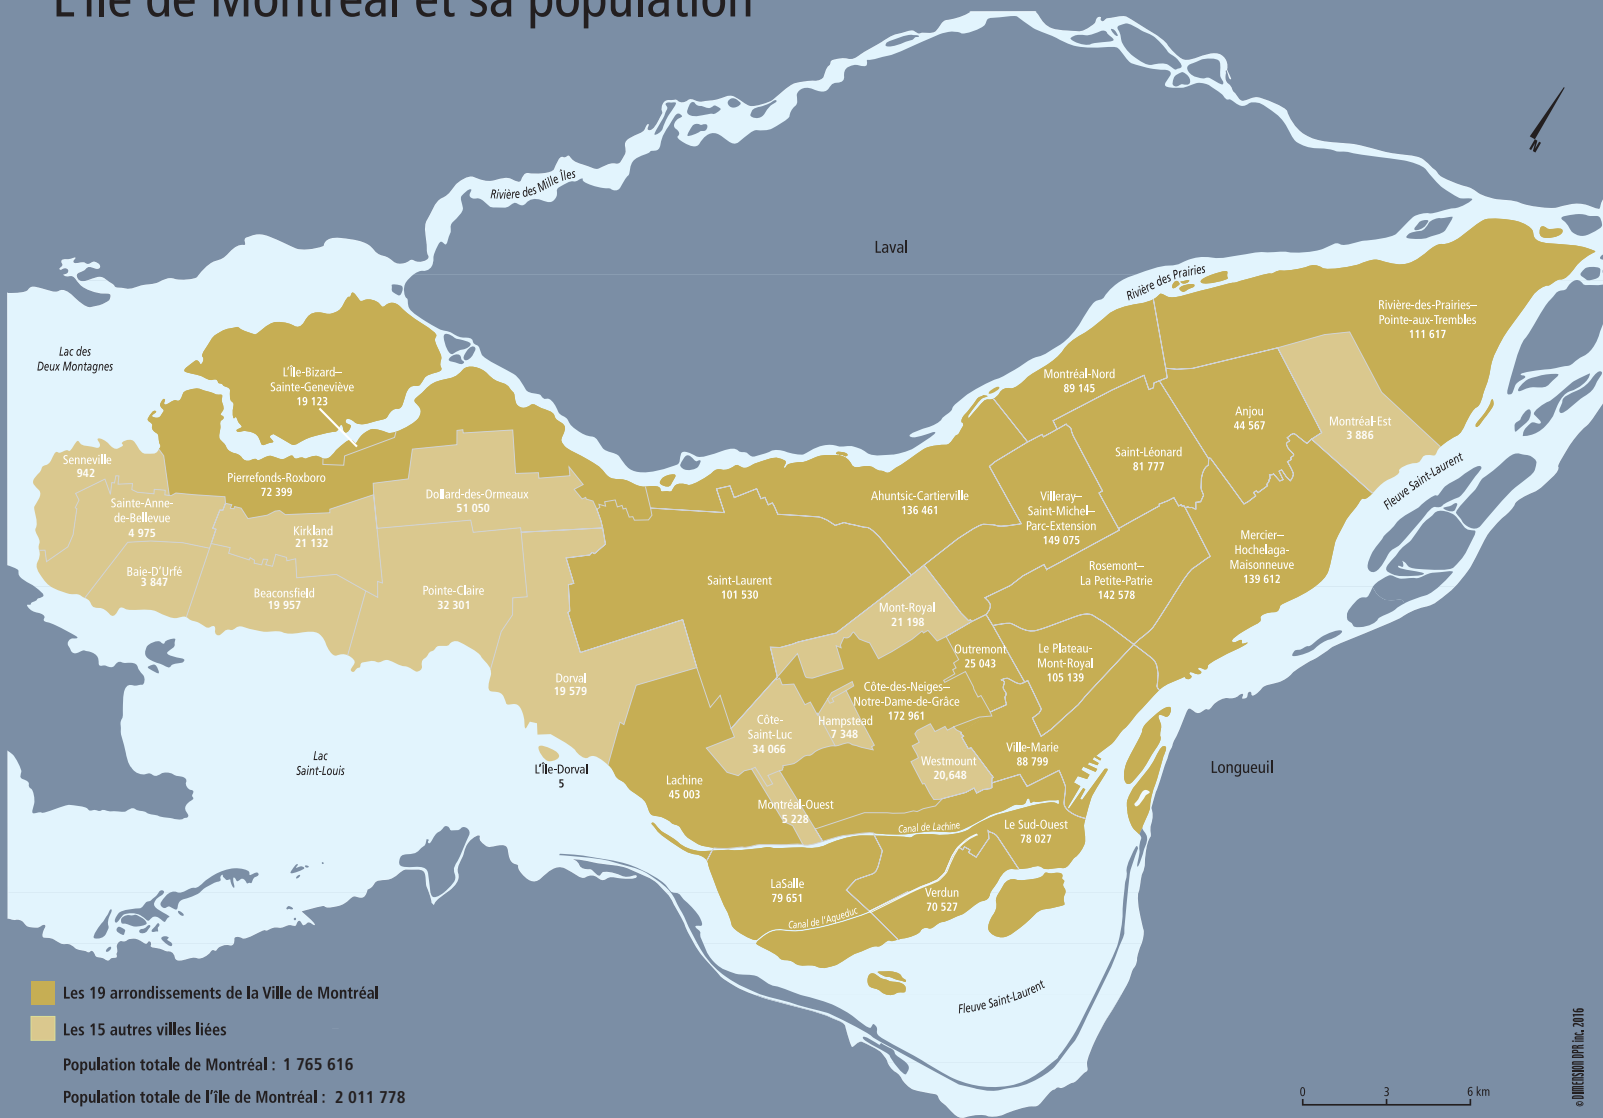 L'île de Montréal et sa population
Rivière des Mille Îles
N
Laval
Rivière des Prairies
Rivière-des-Prairies–
Pointe-aux-Trembles
111 617
Lac des
Deux Montagnes
L'Île-Bizard–
Sainte-Geneviève
19 123
Montréal-Nord
89 145
Anjou
44 567
Montréal-Est
3 886
Senneville
942
Pierrefonds-Roxboro
72 399
Saint-Léonard
81 777
Fleuve Saint-Laurent
Sainte-Anne-
de-Bellevue
4 975
Dollard-des-Ormeaux
51 050
Ahuntsic-Cartierville
136 461
Villeray–
Saint-Michel–
Parc-Extension
149 075
Kirkland
21 132
Mercier–
Hochelaga-
Maisonneuve
139 612
Baie-D'Urfé
3 847
Beaconsfield
19 957
Pointe-Claire
32 301
Saint-Laurent
101 530
Rosemont–
La Petite-Patrie
142 578
Mont-Royal
21 198
Outremont
25 043
Le Plateau-
Mont-Royal
105 139
Dorval
19 579
Côte-des-Neiges–
Notre-Dame-de-Grâce
172 961
Côte-
Saint-Luc
34 066
Hampstead
7 348
Ville-Marie
88 799
Westmount
20,648
Lac
Saint-Louis
L'Île-Dorval
5
Longueuil
Lachine
45 003
Montréal-Ouest
5 228
Canal de Lachine
Le Sud-Ouest
78 027
LaSalle
79 651
Verdun
70 527
Canal de l'Aqueduc
Fleuve Saint-Laurent
Les 19 arrondissements de la Ville de Montréal
Les 15 autres villes liées
Population totale de Montréal : 1 765 616
Population totale de l'île de Montréal : 2 011 778
0 3 6 km
© DIMENSION DPR inc. 2016